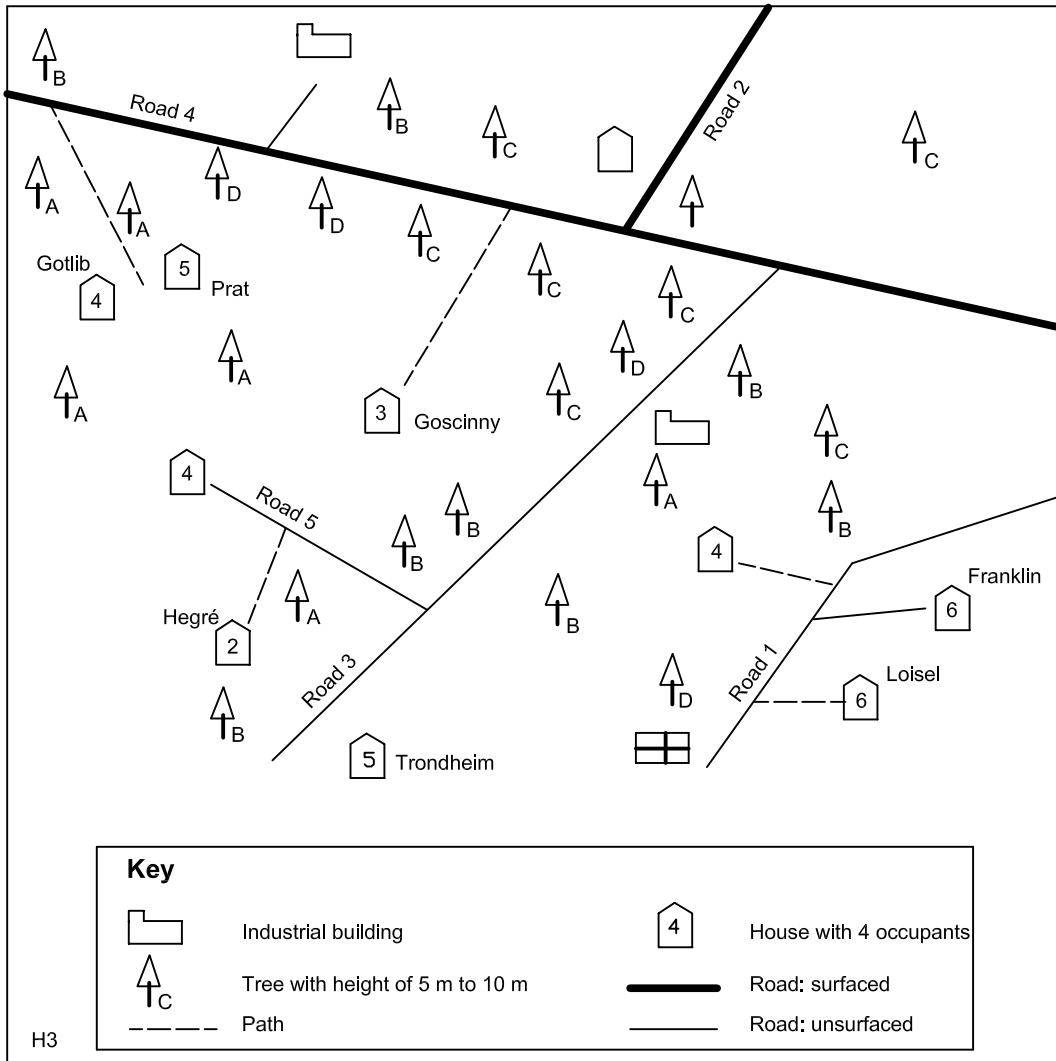 B
Road 4
B
C
Road 2
C
A
A
D
D
C
Gotlib
4
5
Prat
C
C
A
A
3
Goscinny
D
C
B
C
4
Road 5
B
B
A
B
4
Franklin
6
Hegré
2
A
B
B
Road 3
Road 1
D
Loisel
6
5
Trondheim
Key
Industrial building
4
House with 4 occupants
C
Tree with height of 5 m to 10 m
Road: surfaced
Path
Road: unsurfaced
H3